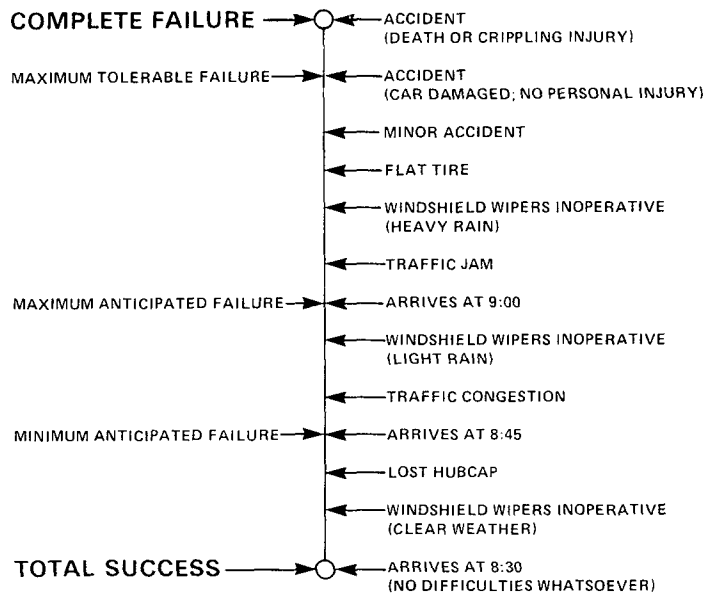 COMPLETE FAILURE
ACCIDENT
(DEATH OR CRIPPLING INJURY)
MAXIMUM TOLERABLE FAILURE
ACCIDENT
(CAR DAMAGED; NO PERSONAL INJURY)
MINOR ACCIDENT
FLAT TIRE
WINDSHIELD WIPERS INOPERATIVE
(HEAVY RAIN)
TRAFFIC JAM
MAXIMUM ANTICIPATED FAILURE
ARRIVES AT 9:00
WINDSHIELD WIPERS INOPERATIVE
(LIGHT RAIN)
TRAFFIC CONGESTION
MINIMUM ANTICIPATED FAILURE
ARRIVES AT 8:45
LOST HUBCAP
WINDSHIELD WIPERS INOPERATIVE
(CLEAR WEATHER)
TOTAL SUCCESS
ARRIVES AT 8:30
(NO DIFFICULTIES WHATSOEVER)